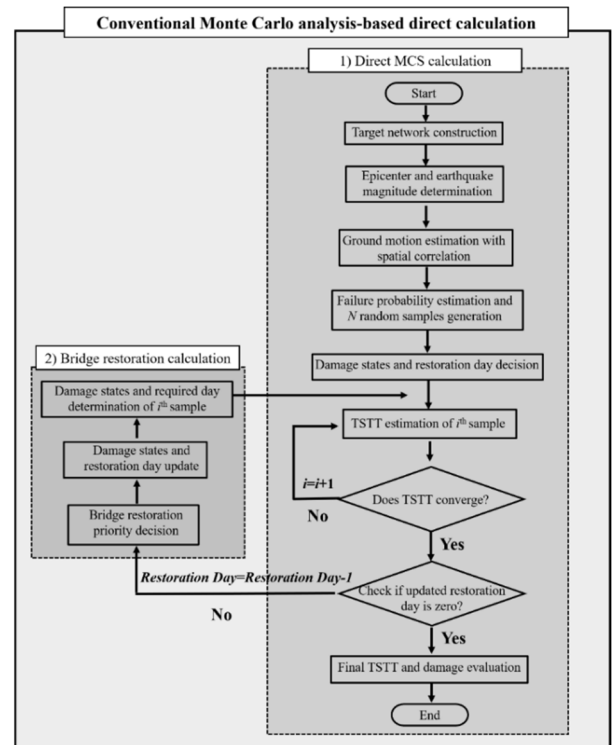 Conventional Monte Carlo analysis-based direct calculation
1) Direct MCS calculation
Start
Target network construction
Epicenter and earthquake
magnitude determination
Ground motion estimation with
spatial correlation
Failure probability estimation and
N random samples generation
Damage states and restoration day decision
TSTT estimation of ith sample
i=i+1
Does TSTT converge?
No
Yes
Check if updated restoration
day is zero?
Restoration Day=Restoration Day-1
No
Yes
Final TSTT and damage evaluation
End
2) Bridge restoration calculation
Damage states and required day
determination of ith sample
Damage states and
restoration day update
Bridge restoration
priority decision